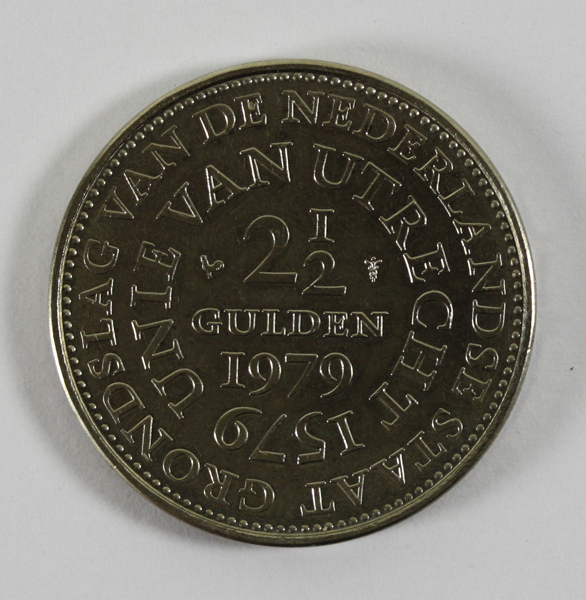 GRONDSLAG VAN DE NEDERLANDSE STAAT
UNIE VAN UTRECHT
2 1/2
GULDEN
1979
1579